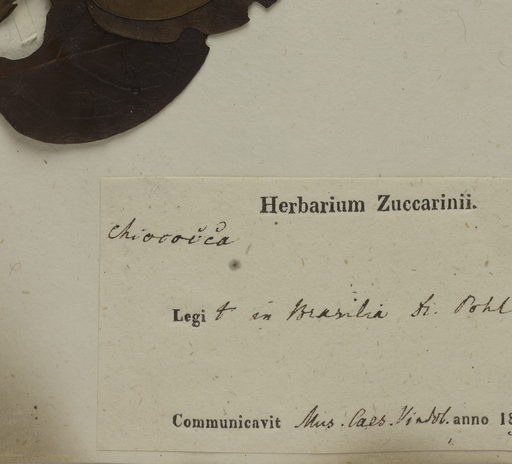 Herbarium Zuccarinii.
Chiococca
Legit in Brasilia Dr. Pohl
Communicavit Mus. Caes. Vindob. anno 18